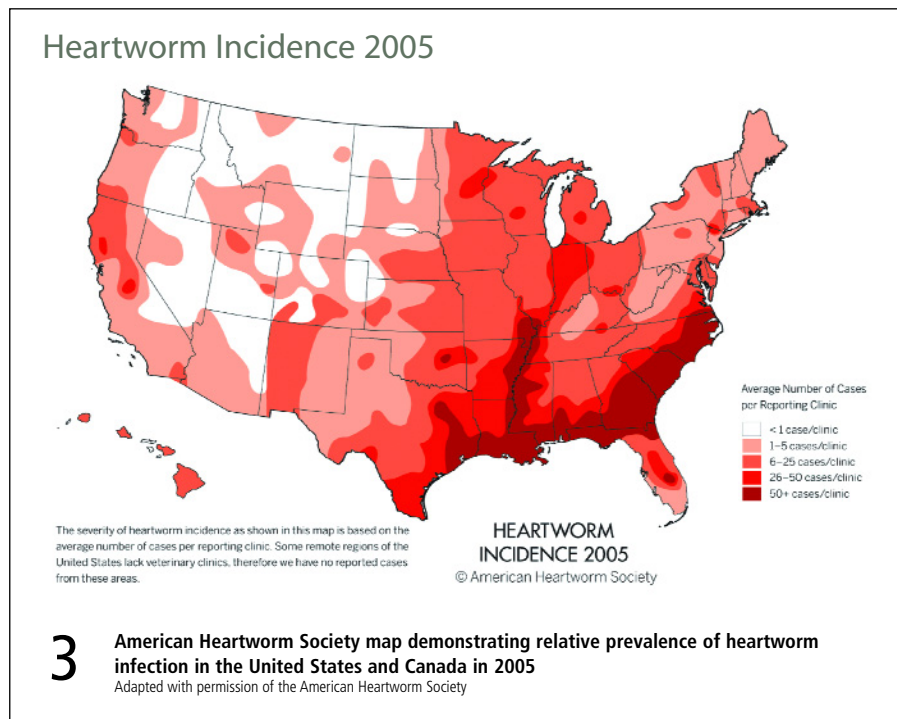 Heartworm Incidence 2005
Average Number of Cases
per Reporting Clinic
< 1 case/clinic
1–5 cases/clinic
6–25 cases/clinic
26–50 cases/clinic
50+ cases/clinic
The severity of heartworm incidence as shown in this map is based on the
average number of cases per reporting clinic. Some remote regions of the
United States lack veterinary clinics, therefore we have no reported cases
from these areas.
HEARTWORM
INCIDENCE 2005
© American Heartworm Society
3
American Heartworm Society map demonstrating relative prevalence of heartworm
infection in the United States and Canada in 2005
Adapted with permission of the American Heartworm Society